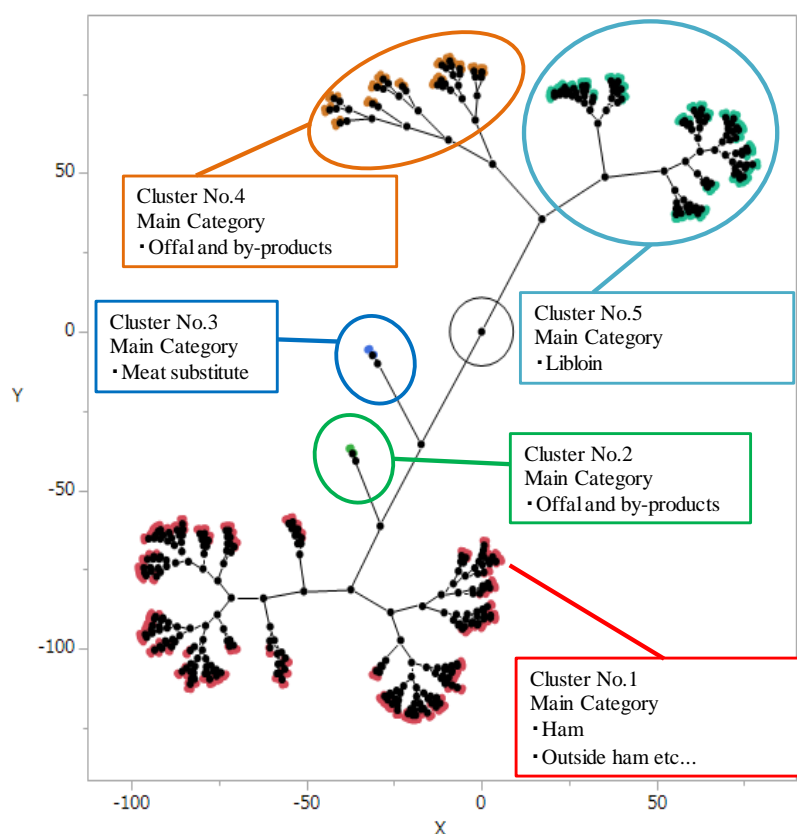 50
0
-50
-100
Y
-100
-50
0
50
X
Cluster No.4
Main Category
・Offal and by-products
Cluster No.3
Main Category
・Meat substitute
Cluster No.5
Main Category
・Libloin
Cluster No.2
Main Category
・Offal and by-products
Cluster No.1
Main Category
・Ham
・Outside ham etc...